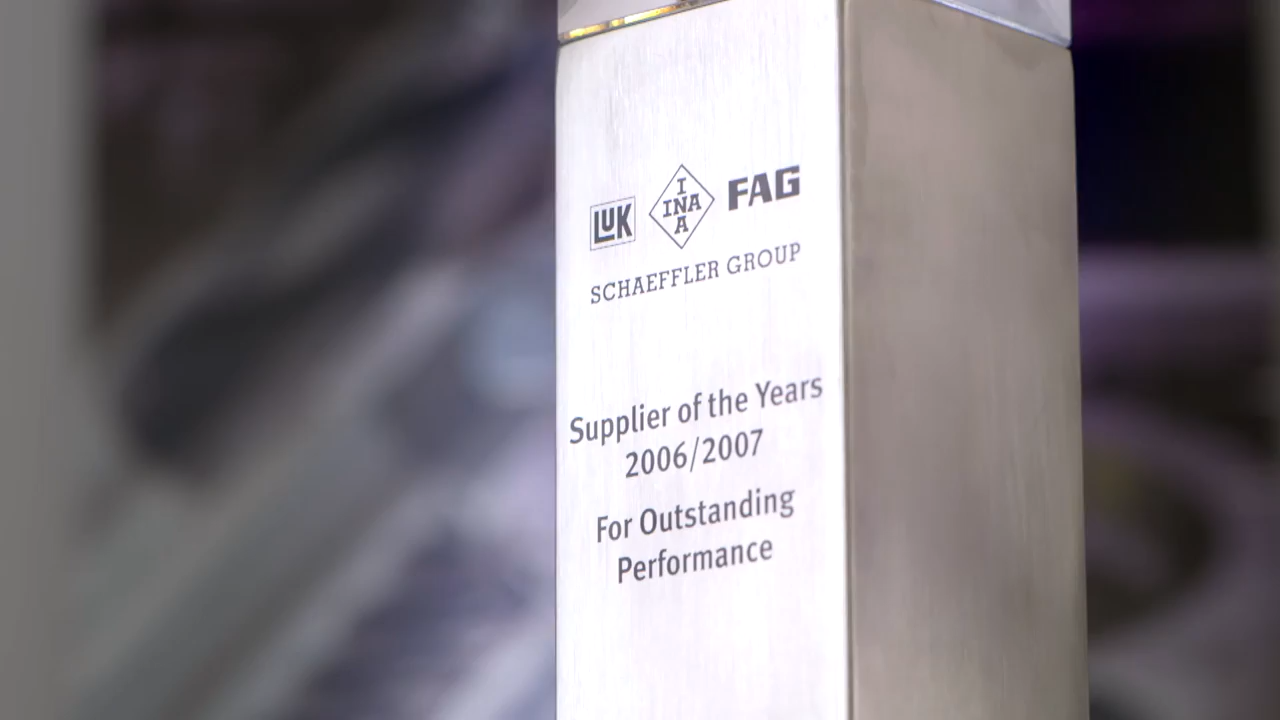 LUK INA FAG
SCHAEFFLER GROUP
Supplier of the Years
2006/2007
For Outstanding
Performance